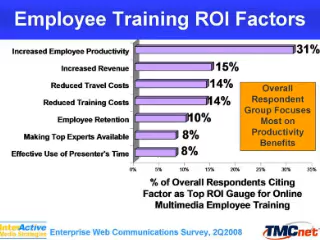 Employee Training ROI Factors
Increased Employee Productivity 31%
Increased Revenue 15%
Reduced Travel Costs 14%
Reduced Training Costs 14%
Employee Retention 10%
Making Top Experts Available 8%
Effective Use of Presenter's Time 8%
Overall
Respondent
Group Focuses
Most on
Productivity
Benefits
0% 5% 10% 15% 20% 25% 30% 35%
% of Overall Respondents Citing
Factor as Top ROI Gauge for Online
Multimedia Employee Training
InterActive
Media Strategies
Enterprise Web Communications Survey, 2Q2008
TMCnet